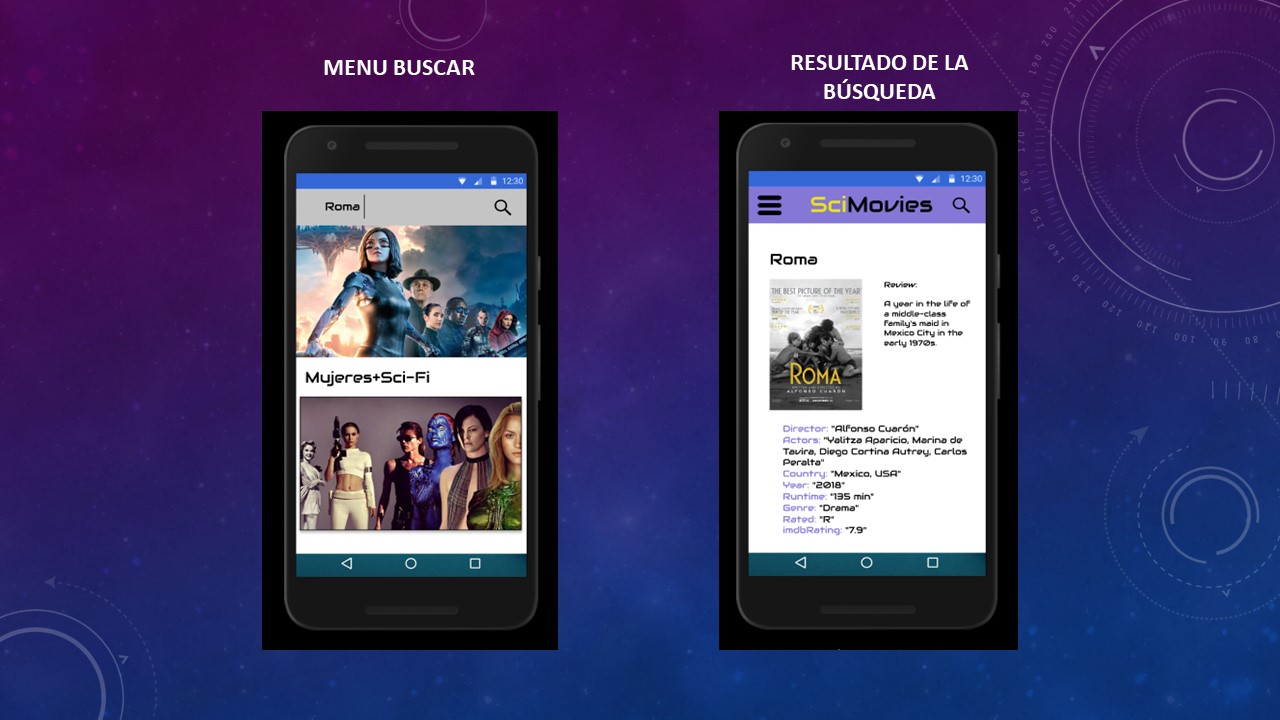 MENU BUSCAR
12:30
Roma
Mujeres+Sci-Fi
RESULTADO DE LA
BÚSQUEDA
12:30
SciMovies
Roma
THE BEST PICTURE OF THE YEAR
ROMA
ALFONSO CUARÓN
Review:
A year in the life of
a middle-class
family's maid in
Mexico City in the
early 1970s.
Director: "Alfonso Cuarón"
Actors: "Yalitza Aparicio, Marina de
Tavira, Diego Cortina Autrey, Carlos
Peralta"
Country: "Mexico, USA"
Year: "2018"
Runtime: "135 min"
Genre: "Drama"
Rated: "R"
imdbRating: "7.9"